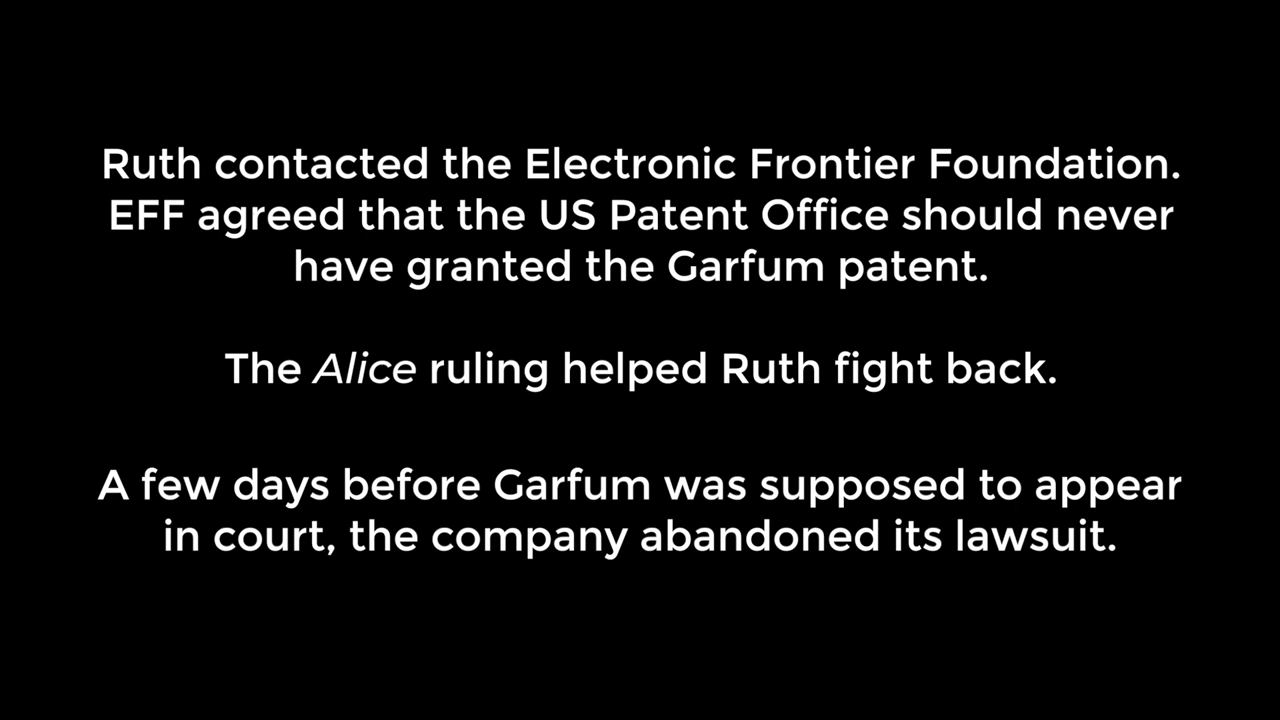 Ruth contacted the Electronic Frontier Foundation.
EFF agreed that the US Patent Office should never
have granted the Garfum patent.
The Alice ruling helped Ruth fight back.
A few days before Garfum was supposed to appear
in court, the company abandoned its lawsuit.